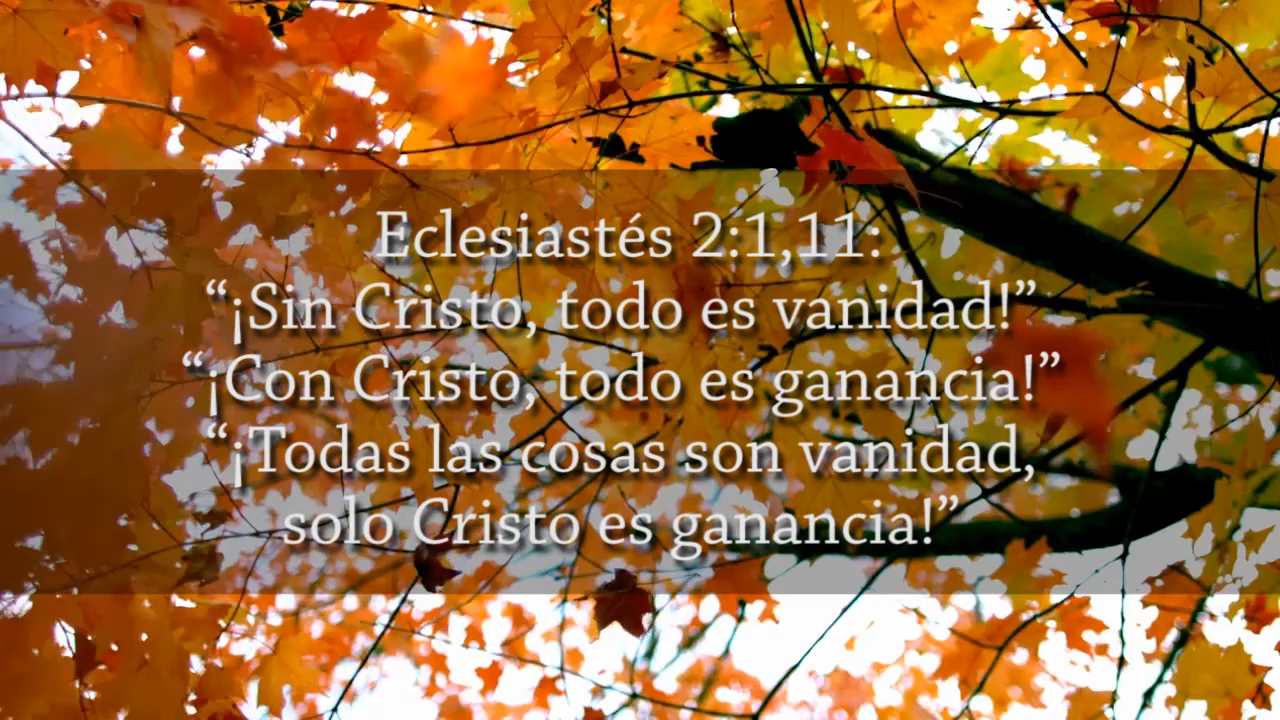 Eclesiastés 2:1,11:
“¡Sin Cristo, todo es vanidad!”
“¡Con Cristo, todo es ganancia!”
“¡Todas las cosas son vanidad,
solo Cristo es ganancia!”